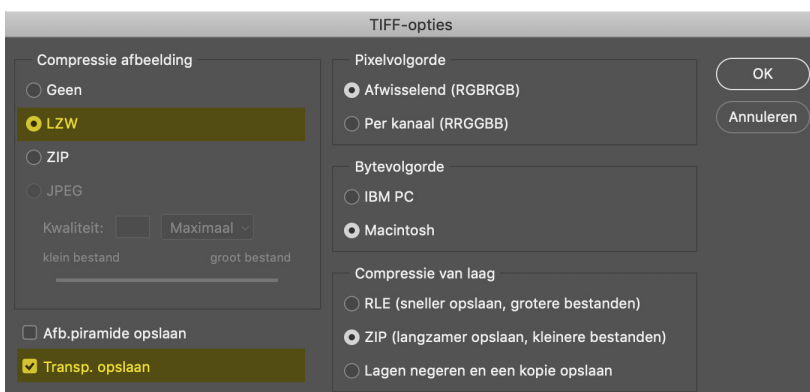 TIFF-opties
Compressie afbeelding
Geen
LZW
ZIP
JPEG
Kwaliteit:
Maximaal
klein bestand
groot bestand
Afb.piramide opslaan
Transp. opslaan
Pixelvolgorde
Afwisselend (RGBRGB)
Per kanaal (RRGGBB)
Bytevolgorde
IBM PC
Macintosh
Compressie van laag
RLE (sneller opslaan, grotere bestanden)
ZIP (langzamer opslaan, kleinere bestanden)
Lagen negeren en een kopie opslaan
OK
Annuleren